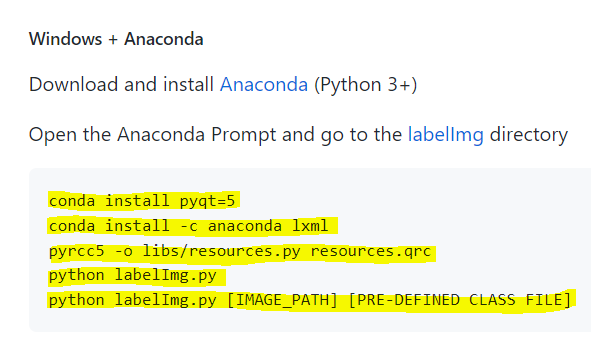 Windows + Anaconda
Download and install Anaconda (Python 3+)
Open the Anaconda Prompt and go to the labelImg directory
conda install pyqt=5
conda install -c anaconda lxml
pyrcc5 -o libs/resources.py resources.qrc
python labelImg.py
python labelImg.py [IMAGE_PATH] [PRE-DEFINED CLASS FILE]